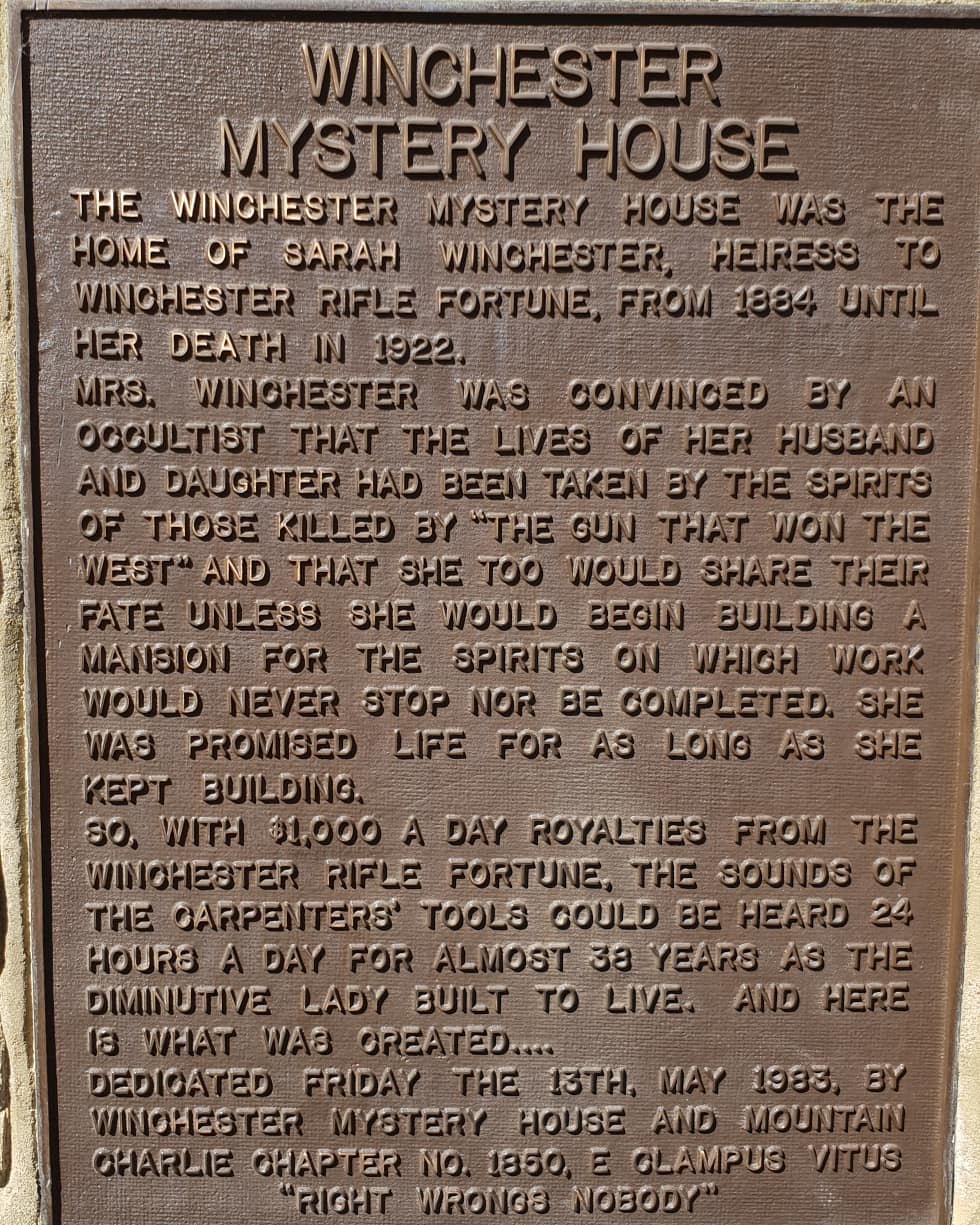 WINCHESTER
MYSTERY HOUSE
THE WINCHESTER MYSTERY HOUSE WAS THE
HOME OF SARAH WINCHESTER, HEIRESS TO
WINCHESTER RIFLE FORTUNE, FROM 1884 UNTIL
HER DEATH IN 1922.
MRS. WINCHESTER WAS CONVINCED BY AN
OCCULTIST THAT THE LIVES OF HER HUSBAND
AND DAUGHTER HAD BEEN TAKEN BY THE SPIRITS
OF THOSE KILLED BY "THE GUN THAT WON THE
WEST" AND THAT SHE TOO WOULD SHARE THEIR
FATE UNLESS SHE WOULD BEGIN BUILDING A
MANSION FOR THE SPIRITS ON WHICH WORK
WOULD NEVER STOP NOR BE COMPLETED. SHE
WAS PROMISED LIFE FOR AS LONG AS SHE
KEPT BUILDING.
SO, WITH $1,000 A DAY ROYALTIES FROM THE
WINCHESTER RIFLE FORTUNE, THE SOUNDS OF
THE CARPENTERS' TOOLS COULD BE HEARD 24
HOURS A DAY FOR ALMOST 38 YEARS AS THE
DIMINUTIVE LADY BUILT TO LIVE. AND HERE
IS WHAT WAS CREATED....
DEDICATED FRIDAY THE 13TH, MAY 1983, BY
WINCHESTER MYSTERY HOUSE AND MOUNTAIN
CHARLIE CHAPTER NO. 1850, E CLAMPUS VITUS
"RIGHT WRONGS NOBODY"